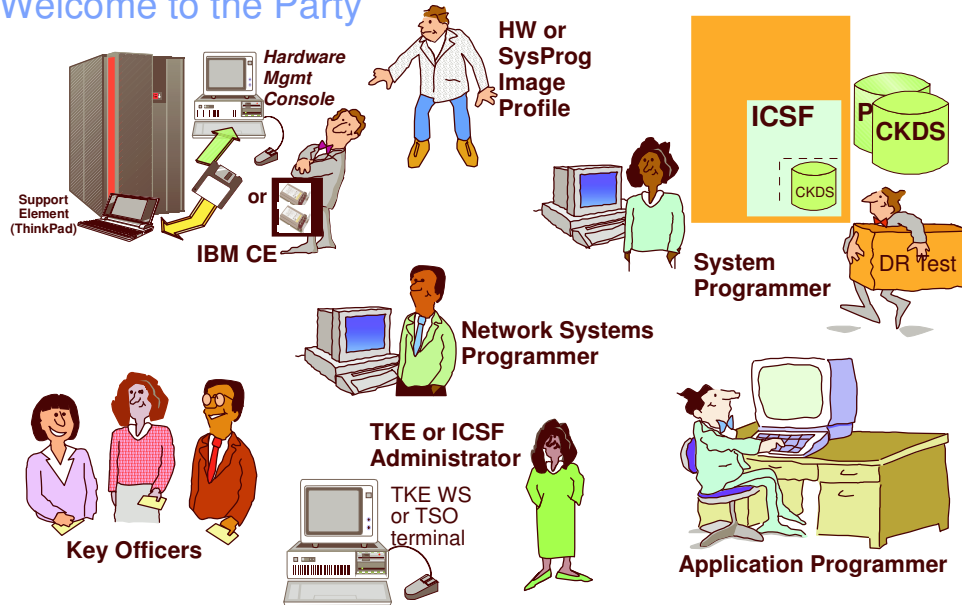 Welcome to the Party
Hardware
Mgmt
Console
HW or
SysProg
Image
Profile
ICSF
P
CKDS
CKDS
Support
Element
(ThinkPad)
or
IBM CE
System
Programmer
DR Test
Network Systems
Programmer
TKE or ICSF
Administrator
TKE WS
or TSO
terminal
Key Officers
Application Programmer